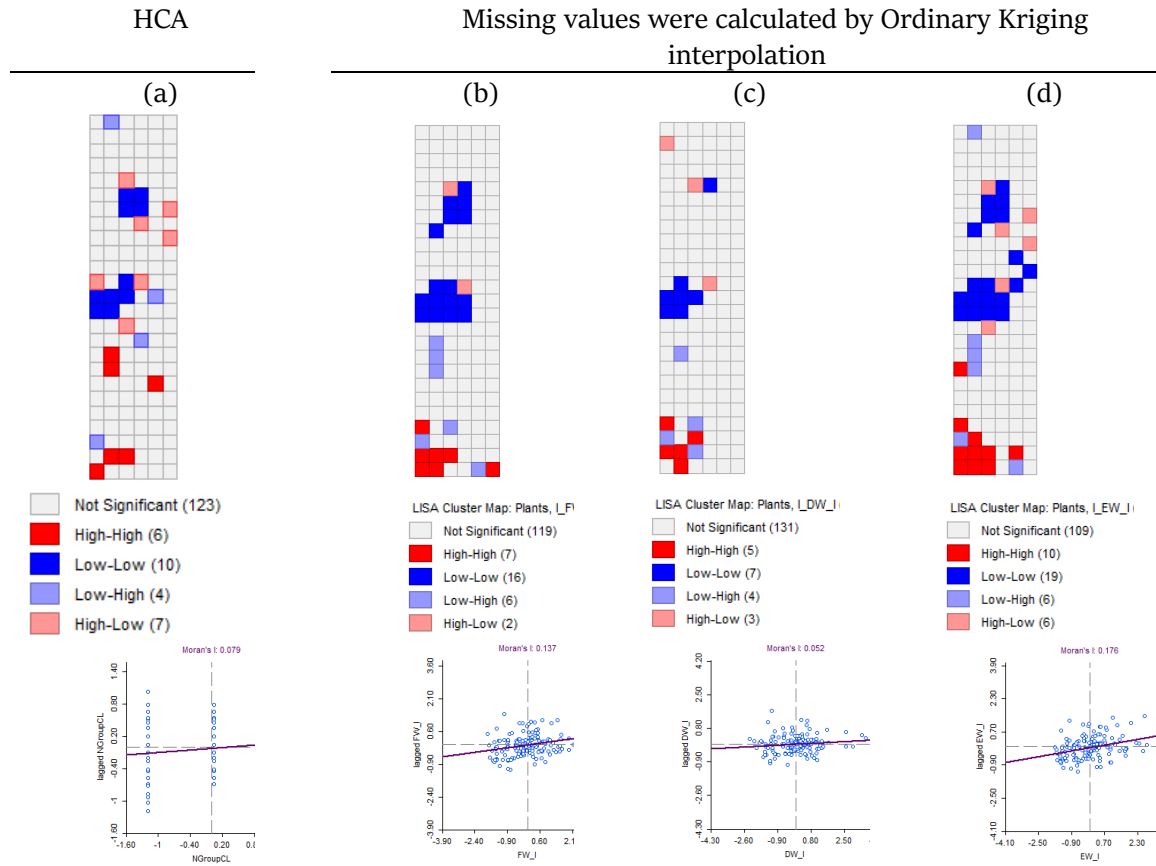 HCA
Missing values were calculated by Ordinary Kriging
interpolation
(a)
(b)
(c)
(d)
Not Significant (123)
High-High (6)
Low-Low (10)
Low-High (4)
High-Low (7)
LISA Cluster Map: Plants, I_FW
Not Significant (119)
High-High (7)
Low-Low (16)
Low-High (6)
High-Low (2)
LISA Cluster Map: Plants, I_DW_I (
Not Significant (131)
High-High (5)
Low-Low (7)
Low-High (4)
High-Low (3)
LISA Cluster Map: Plants, I_EW_I (
Not Significant (109)
High-High (10)
Low-Low (19)
Low-High (6)
High-Low (6)
Moran's I: 0.079
lagged NGroupCL
1.40
0.80
0.20
-0.40
-1
-1.60
-1.60 -1 -0.40 0.20 0.8
NGroupCL
Moran's I: 0.137
lagged FW_I
3.60
2.10
0.60
-0.90
-2.40
-3.90
-3.90 -2.40 -0.90 0.60 2.1
FW_I
Moran's I: 0.052
lagged DW_I
4.20
2.50
0.80
-0.90
-2.60
-4.30
-4.30 -2.60 -0.90 0.80 2.50
DW_I
Moran's I: 0.176
lagged EW_I
3.90
2.30
0.70
-0.90
-2.50
-4.10
-4.10 -2.50 -0.90 0.70 2.30
EW_I